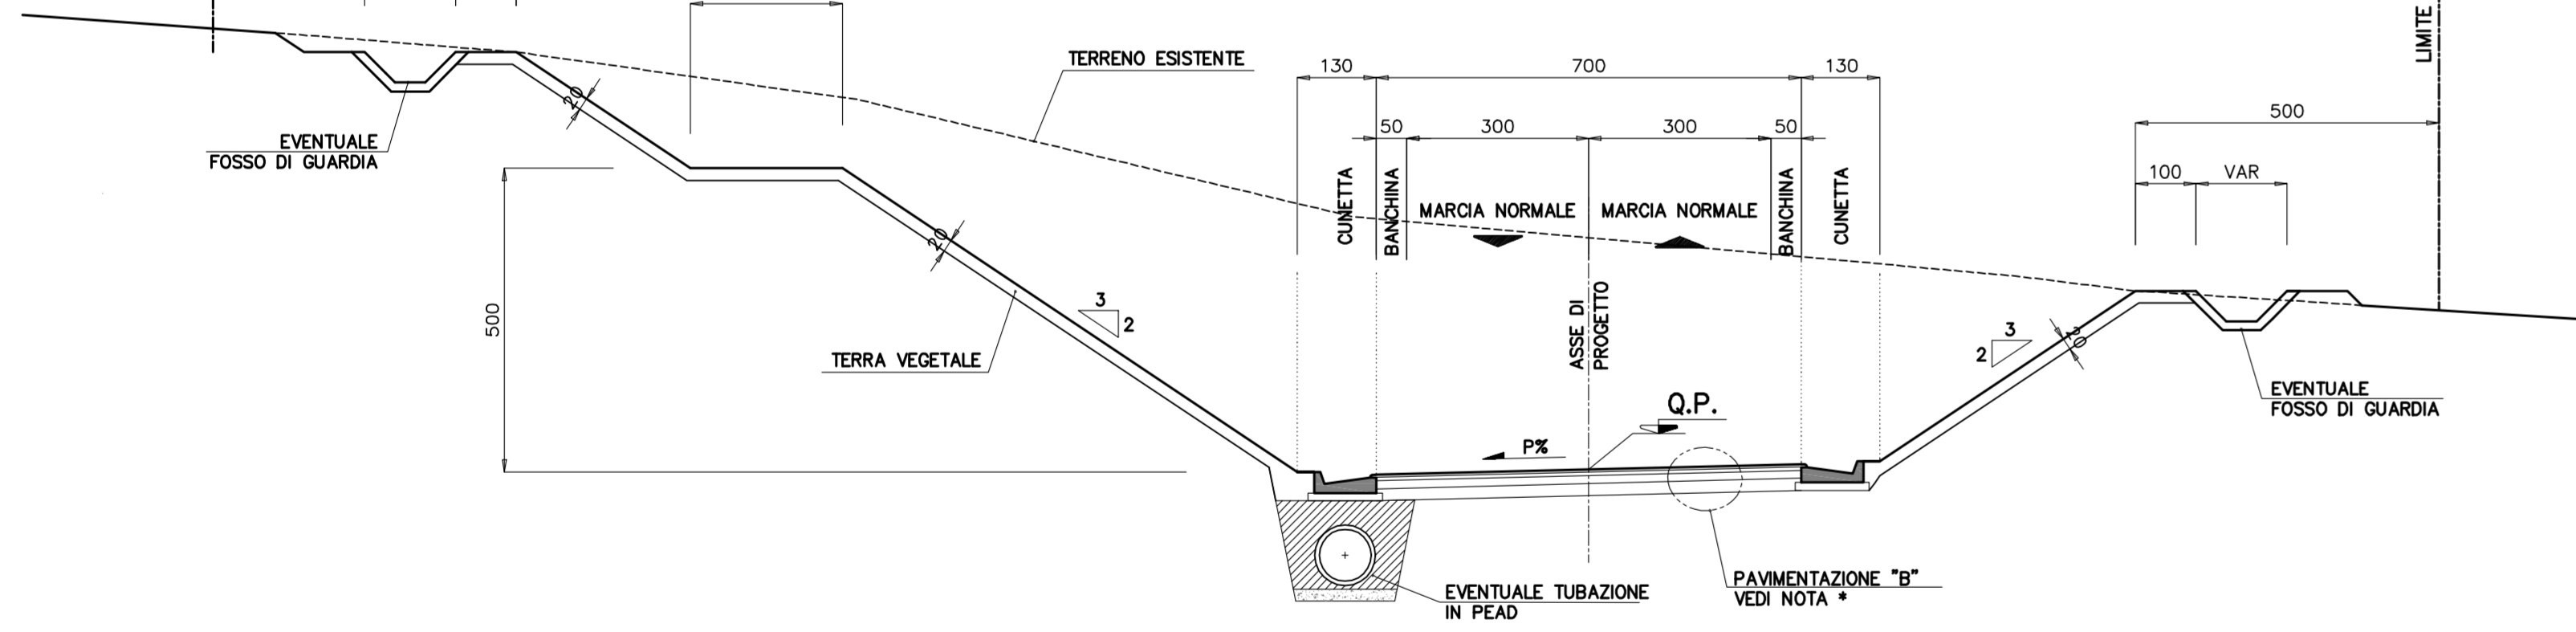 LIMITE
TERRENO ESISTENTE
130
700
130
500
50
300
300
50
100
VAR
20
EVENTUALE
FOSSO DI GUARDIA
CUNETTA
BANCHINA
MARCIA NORMALE
MARCIA NORMALE
BANCHINA
CUNETTA
20
500
3
2
TERRA VEGETALE
ASSE DI
PROGETTO
3
2
EVENTUALE
FOSSO DI GUARDIA
Q.P.
P%
EVENTUALE TUBAZIONE
IN PEAD
PAVIMENTAZIONE "B"
VEDI NOTA *